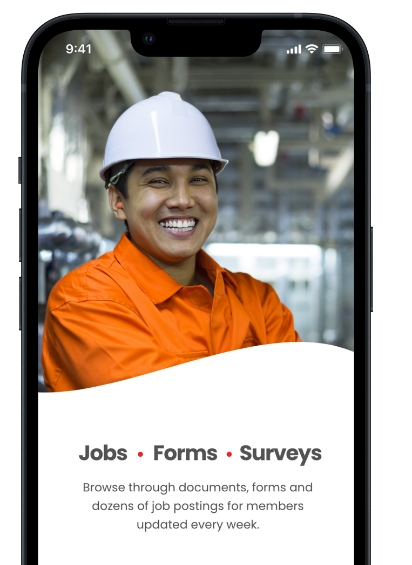 9:41
Jobs • Forms • Surveys
Browse through documents, forms and
dozens of job postings for members
updated every week.